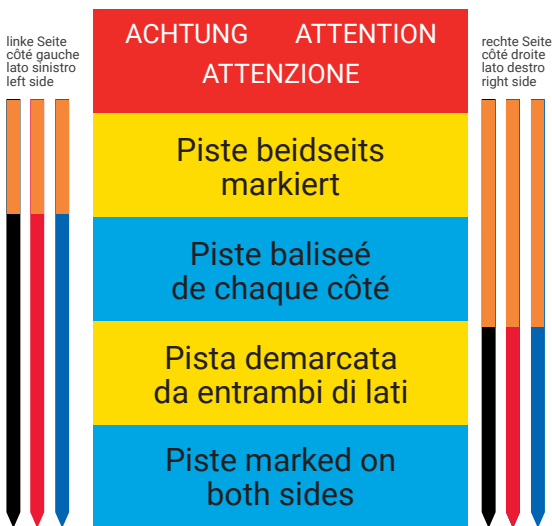 linke Seite
côté gauche
lato sinistro
left side
ACHTUNG ATTENTION
ATTENZIONE
Piste beidseits
markiert
Piste baliseé
de chaque côté
Pista demarcata
da entrambi di lati
Piste marked on
both sides
rechte Seite
côté droite
lato destro
right side